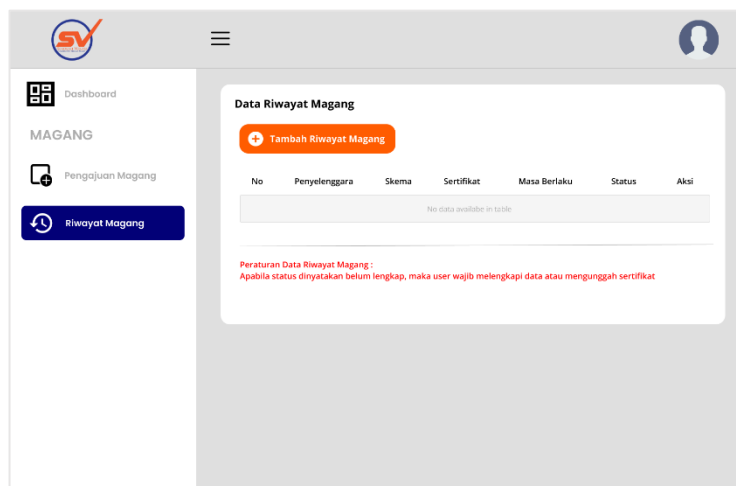 SV
Dashboard
MAGANG
Pengajuan Magang
Riwayat Magang
Data Riwayat Magang
Tambah Riwayat Magang
No Penyelenggara Skema Sertifikat Masa Berlaku Status Aksi
No data availabe in table
Peraturan Data Riwayat Magang :
Apabila status dinyatakan belum lengkap, maka user wajib melengkapi data atau mengunggah sertifikat